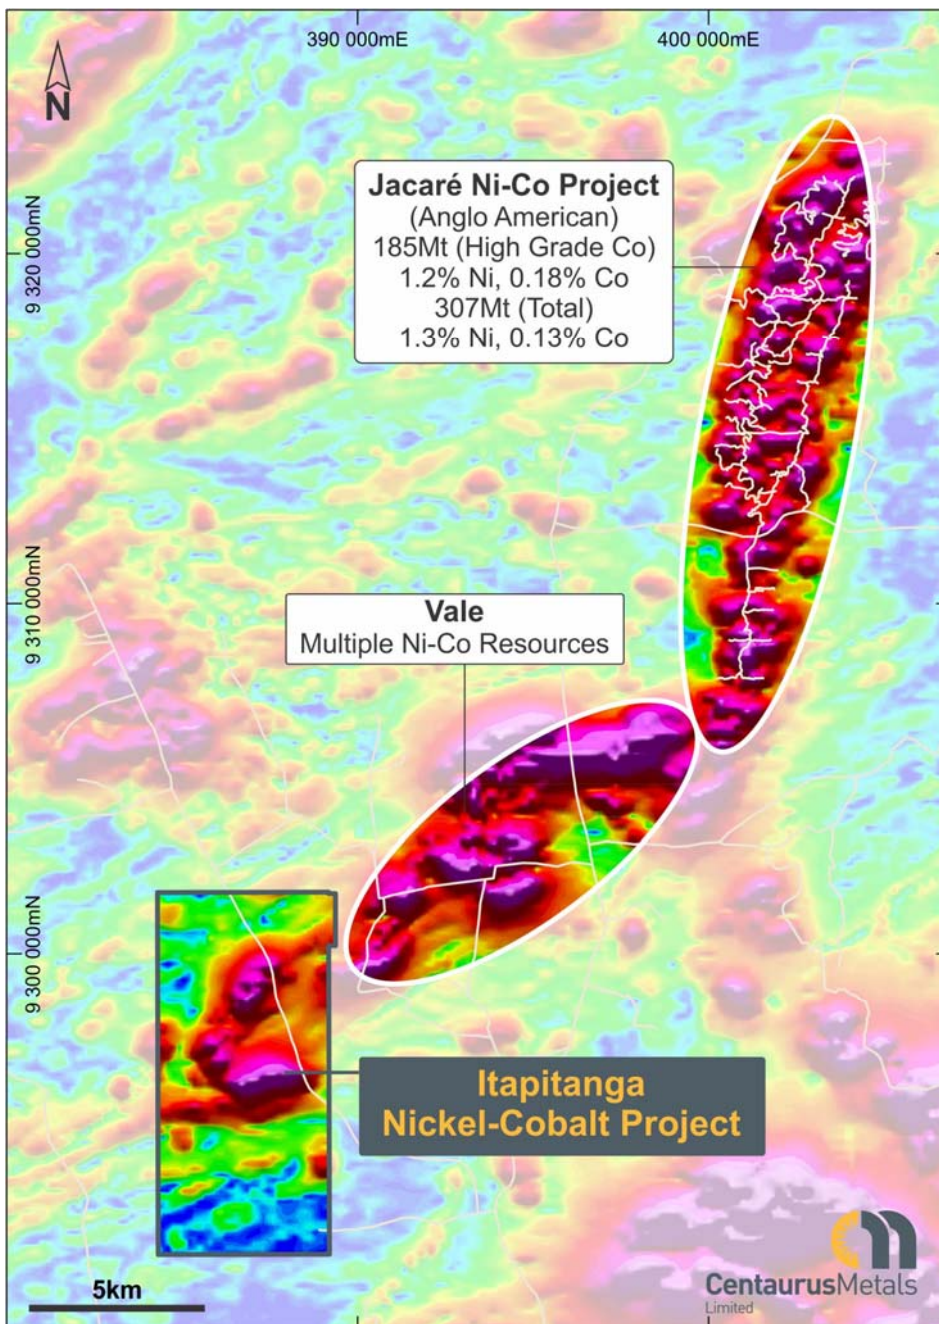 390 000mE
400 000mE
N
Jacaré Ni-Co Project
(Anglo American)
185Mt (High Grade Co)
1.2% Ni, 0.18% Co
307Mt (Total)
1.3% Ni, 0.13% Co
9 320 000mN
9 310 000mN
Vale
Multiple Ni-Co Resources
9 300 000mN
Itapitanga
Nickel-Cobalt Project
5km
CentaurusMetals
Limited